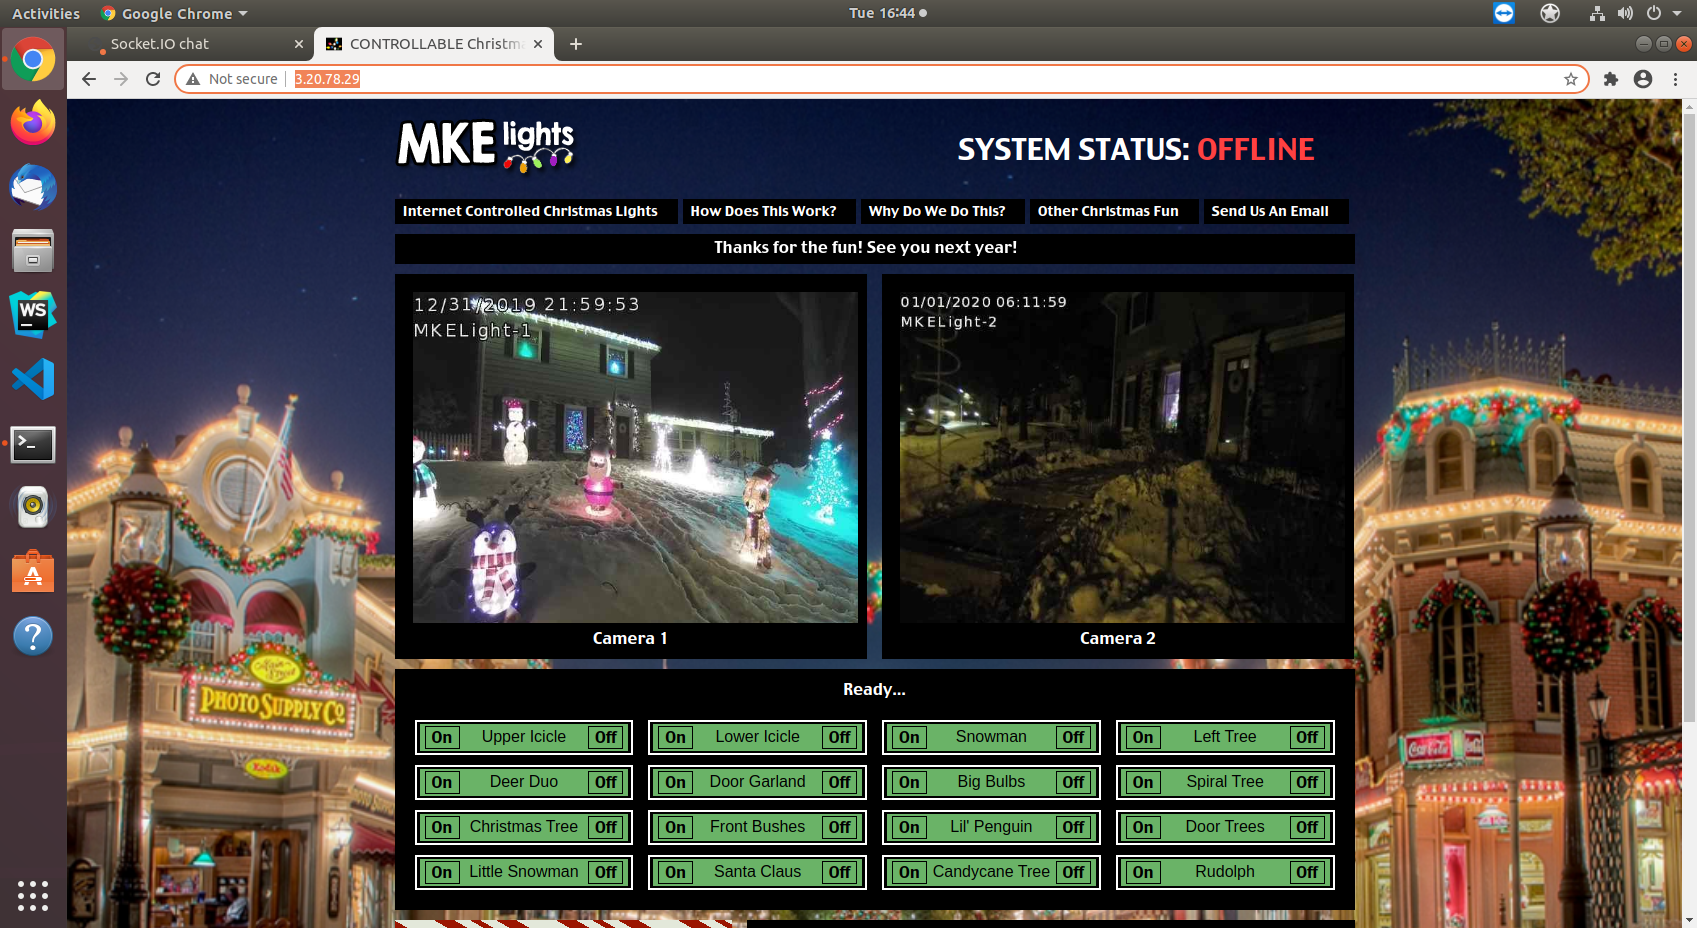 Activities
Google Chrome
Tue 16:44
Socket.IO chat
CONTROLLABLE Christm
Not secure
3.20.78.29
MKE lights
SYSTEM STATUS: OFFLINE
Internet Controlled Christmas Lights
How Does This Work?
Why Do We Do This?
Other Christmas Fun
Send Us An Email
Thanks for the fun! See you next year!
12/31/2019 21:59:53
MKELight-1
01/01/2020 06:11:59
MKELight-2
Camera 1
Camera 2
WS
Main
Street
PHOTO SUPPLY CO
Kodak
Coca-Cola
Ready...
On Upper Icicle Off
On Lower Icicle Off
On Snowman Off
On Left Tree Off
On Deer Duo Off
On Door Garland Off
On Big Bulbs Off
On Spiral Tree Off
On Christmas Tree Off
On Front Bushes Off
On Lil' Penguin Off
On Door Trees Off
On Little Snowman Off
On Santa Claus Off
On Candycane Tree Off
On Rudolph Off